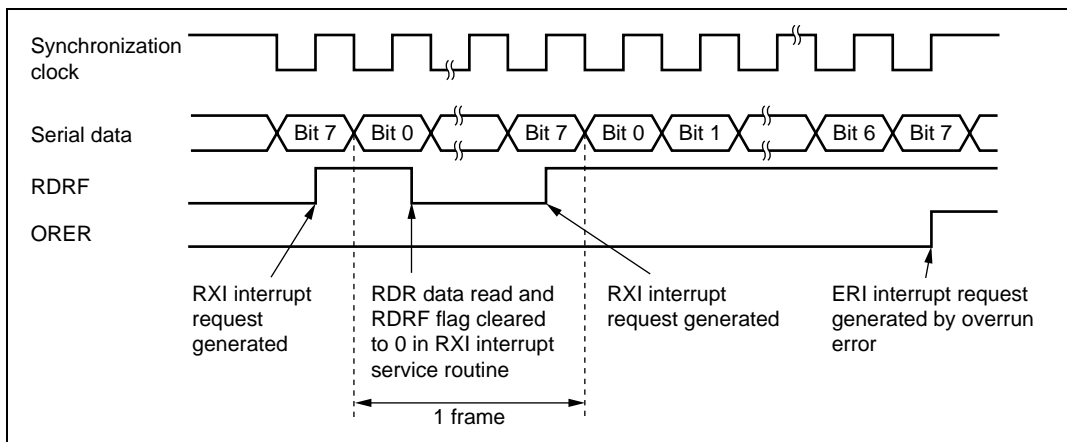 Synchronization
clock
Serial data
Bit 7
Bit 0
Bit 7
Bit 0
Bit 1
Bit 6
Bit 7
RDRF
ORER
RXI interrupt
request
generated
RDR data read and
RDRF flag cleared
to 0 in RXI interrupt
service routine
RXI interrupt
request generated
ERI interrupt request
generated by overrun
error
1 frame